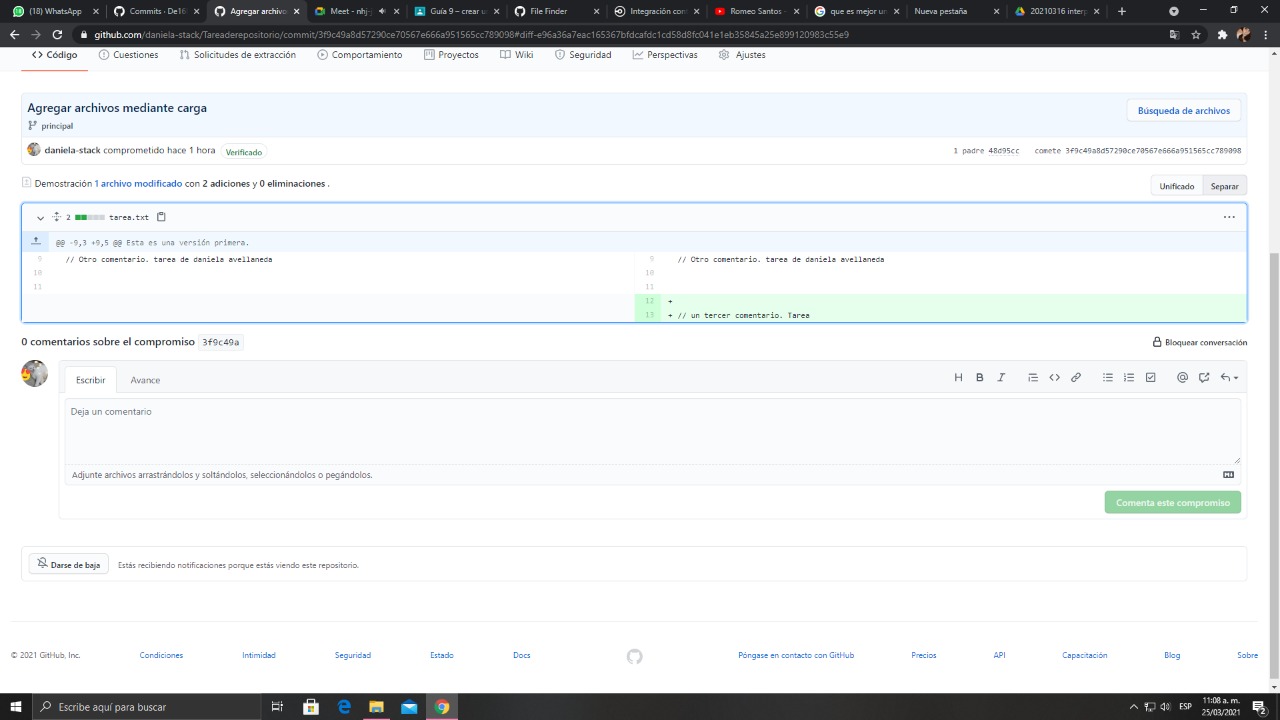 (18) WhatsApp
Commits · De16
Agregar archivo
Meet - nhj
Guía 9 – crear u
File Finder
Integración con
Romeo Santos -
que es mejor un
Nueva pestaña
20210316 interp
github.com/daniela-stack/Tareaderepositorio/commit/3f9c49a8d57290ce70567e666a951565cc789098#diff-e96a36a7eac165367bfdcafdc1cd58d8fc041e1eb35845a25e899120983c55e9
Código
Cuestiones
Solicitudes de extracción
Comportamiento
Proyectos
Wiki
Seguridad
Perspectivas
Ajustes
Agregar archivos mediante carga
Búsqueda de archivos
principal
daniela-stack comprometido hace 1 hora Verificado
1 padre 48d95cc comete 3f9c49a8d57290ce70567e666a951565cc789098
Demostración 1 archivo modificado con 2 adiciones y 0 eliminaciones .
Unificado Separar
2 tarea.txt
@@ -9,3 +9,5 @@ Esta es una versión primera.
9 // Otro comentario. tarea de daniela avellaneda
9 // Otro comentario. tarea de daniela avellaneda
10
10
11
11
12 +
13 + // un tercer comentario. Tarea
0 comentarios sobre el compromiso 3f9c49a
Bloquear conversación
Escribir
Avance
Deja un comentario
Adjunte archivos arrastrándolos y soltándolos, seleccionándolos o pegándolos.
Comenta este compromiso
Darse de baja
Estás recibiendo notificaciones porque estás viendo este repositorio.
© 2021 GitHub, Inc.
Condiciones
Intimidad
Seguridad
Estado
Docs
Póngase en contacto con GitHub
Precios
API
Capacitación
Blog
Sobre
Escribe aquí para buscar
ESP
11:08 a. m.
25/03/2021
2